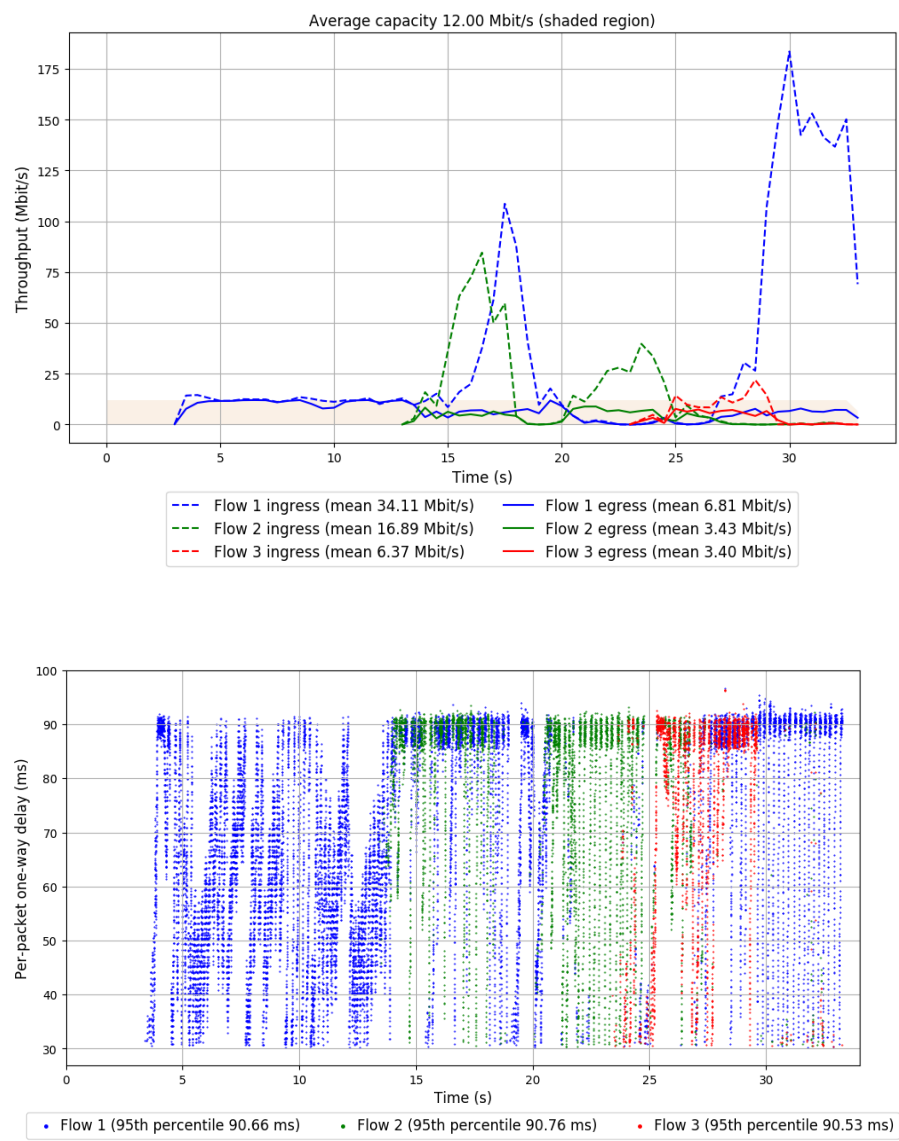 Average capacity 12.00 Mbit/s (shaded region)
175
150
125
100
75
50
25
0
Throughput (Mbit/s)
0 5 10 15 20 25 30
Time (s)
Flow 1 ingress (mean 34.11 Mbit/s) Flow 1 egress (mean 6.81 Mbit/s)
Flow 2 ingress (mean 16.89 Mbit/s) Flow 2 egress (mean 3.43 Mbit/s)
Flow 3 ingress (mean 6.37 Mbit/s) Flow 3 egress (mean 3.40 Mbit/s)
100
90
80
70
60
50
40
30
Per-packet one-way delay (ms)
0 5 10 15 20 25 30
Time (s)
Flow 1 (95th percentile 90.66 ms) Flow 2 (95th percentile 90.76 ms) Flow 3 (95th percentile 90.53 ms)